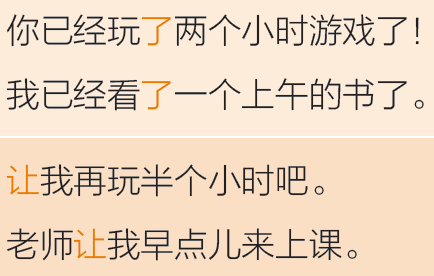 你已经玩了两个小时游戏了！
我已经看了一个上午的书了。
让我再玩半个小时吧。
老师让我早点儿来上课。